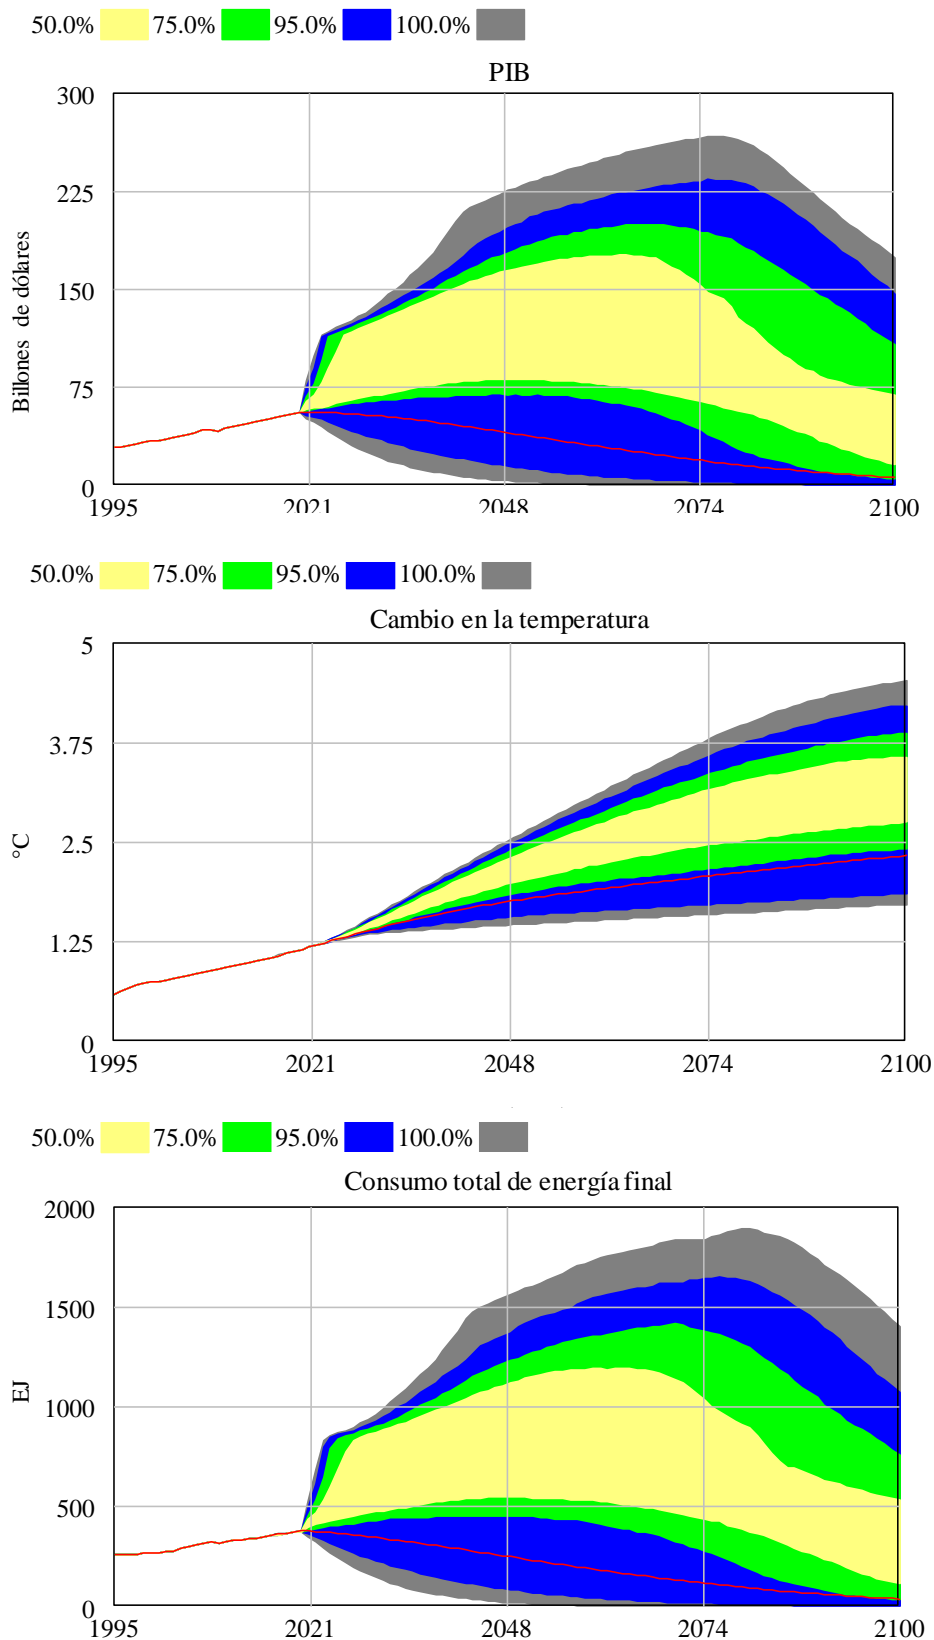 50.0% 75.0% 95.0% 100.0%
PIB
300
225
150
75
0
Billones de dólares
1995 2021 2048 2074 2100
50.0% 75.0% 95.0% 100.0%
Cambio en la temperatura
5
3.75
2.5
1.25
0
°C
1995 2021 2048 2074 2100
50.0% 75.0% 95.0% 100.0%
Consumo total de energía final
2000
1500
1000
500
0
EJ
1995 2021 2048 2074 2100